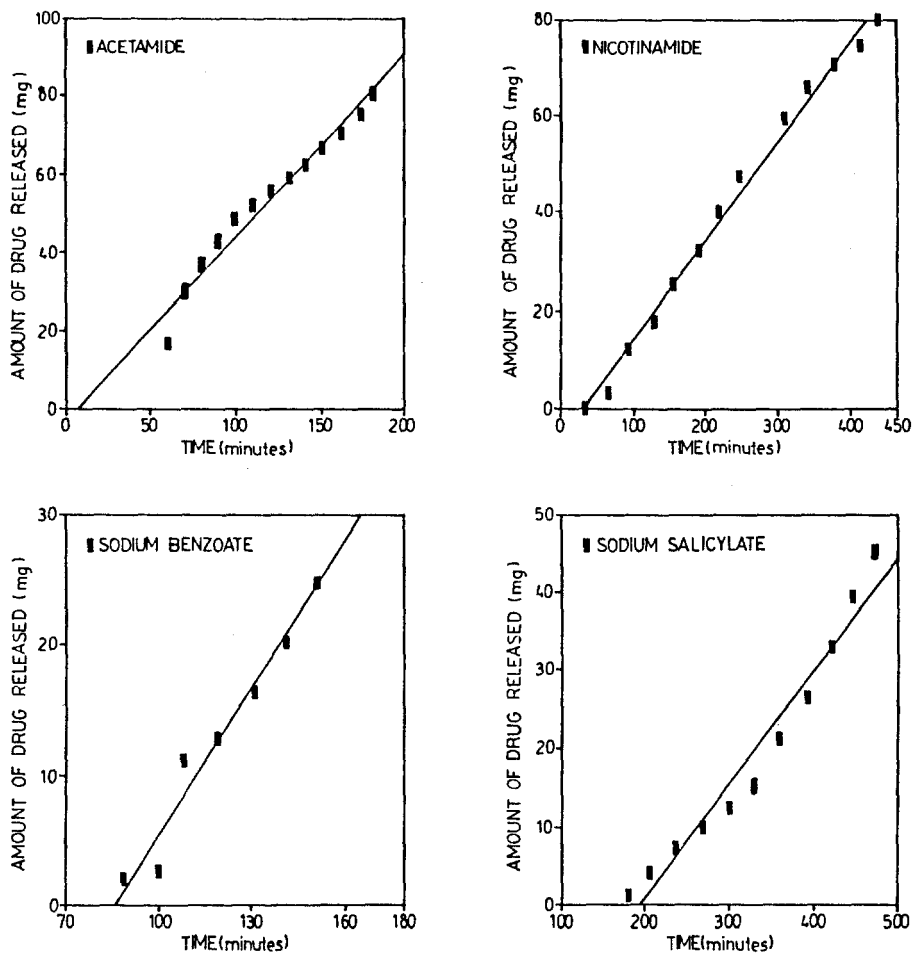 ACETAMIDE
AMOUNT OF DRUG RELEASED (mg)
100
80
60
40
20
0
0 50 100 150 200
TIME(minutes)
NICOTINAMIDE
AMOUNT OF DRUG RELEASED (mg)
80
60
40
20
0
0 100 200 300 400 450
TIME(minutes)
SODIUM BENZOATE
AMOUNT OF DRUG RELEASED (mg)
30
20
10
0
70 100 130 160 180
TIME(minutes)
SODIUM SALICYLATE
AMOUNT OF DRUG RELEASED (mg)
50
40
30
20
10
0
100 200 300 400 500
TIME(minutes)